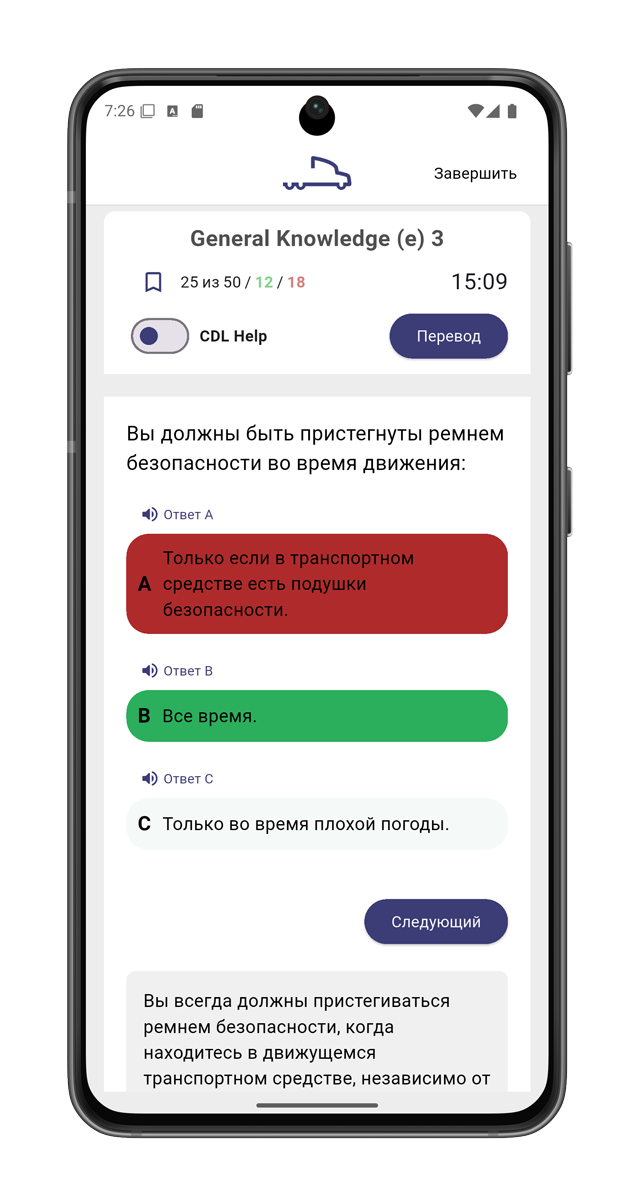 7:26
Завершить
General Knowledge (e) 3
25 из 50 / 12 / 18
15:09
CDL Help
Перевод
Вы должны быть пристегнуты ремнем
безопасности во время движения:
Ответ A
A
Только если в транспортном
средстве есть подушки
безопасности.
Ответ B
B Все время.
Ответ C
C Только во время плохой погоды.
Следующий
Вы всегда должны пристегиваться
ремнем безопасности, когда
находитесь в движущемся
транспортном средстве, независимо от